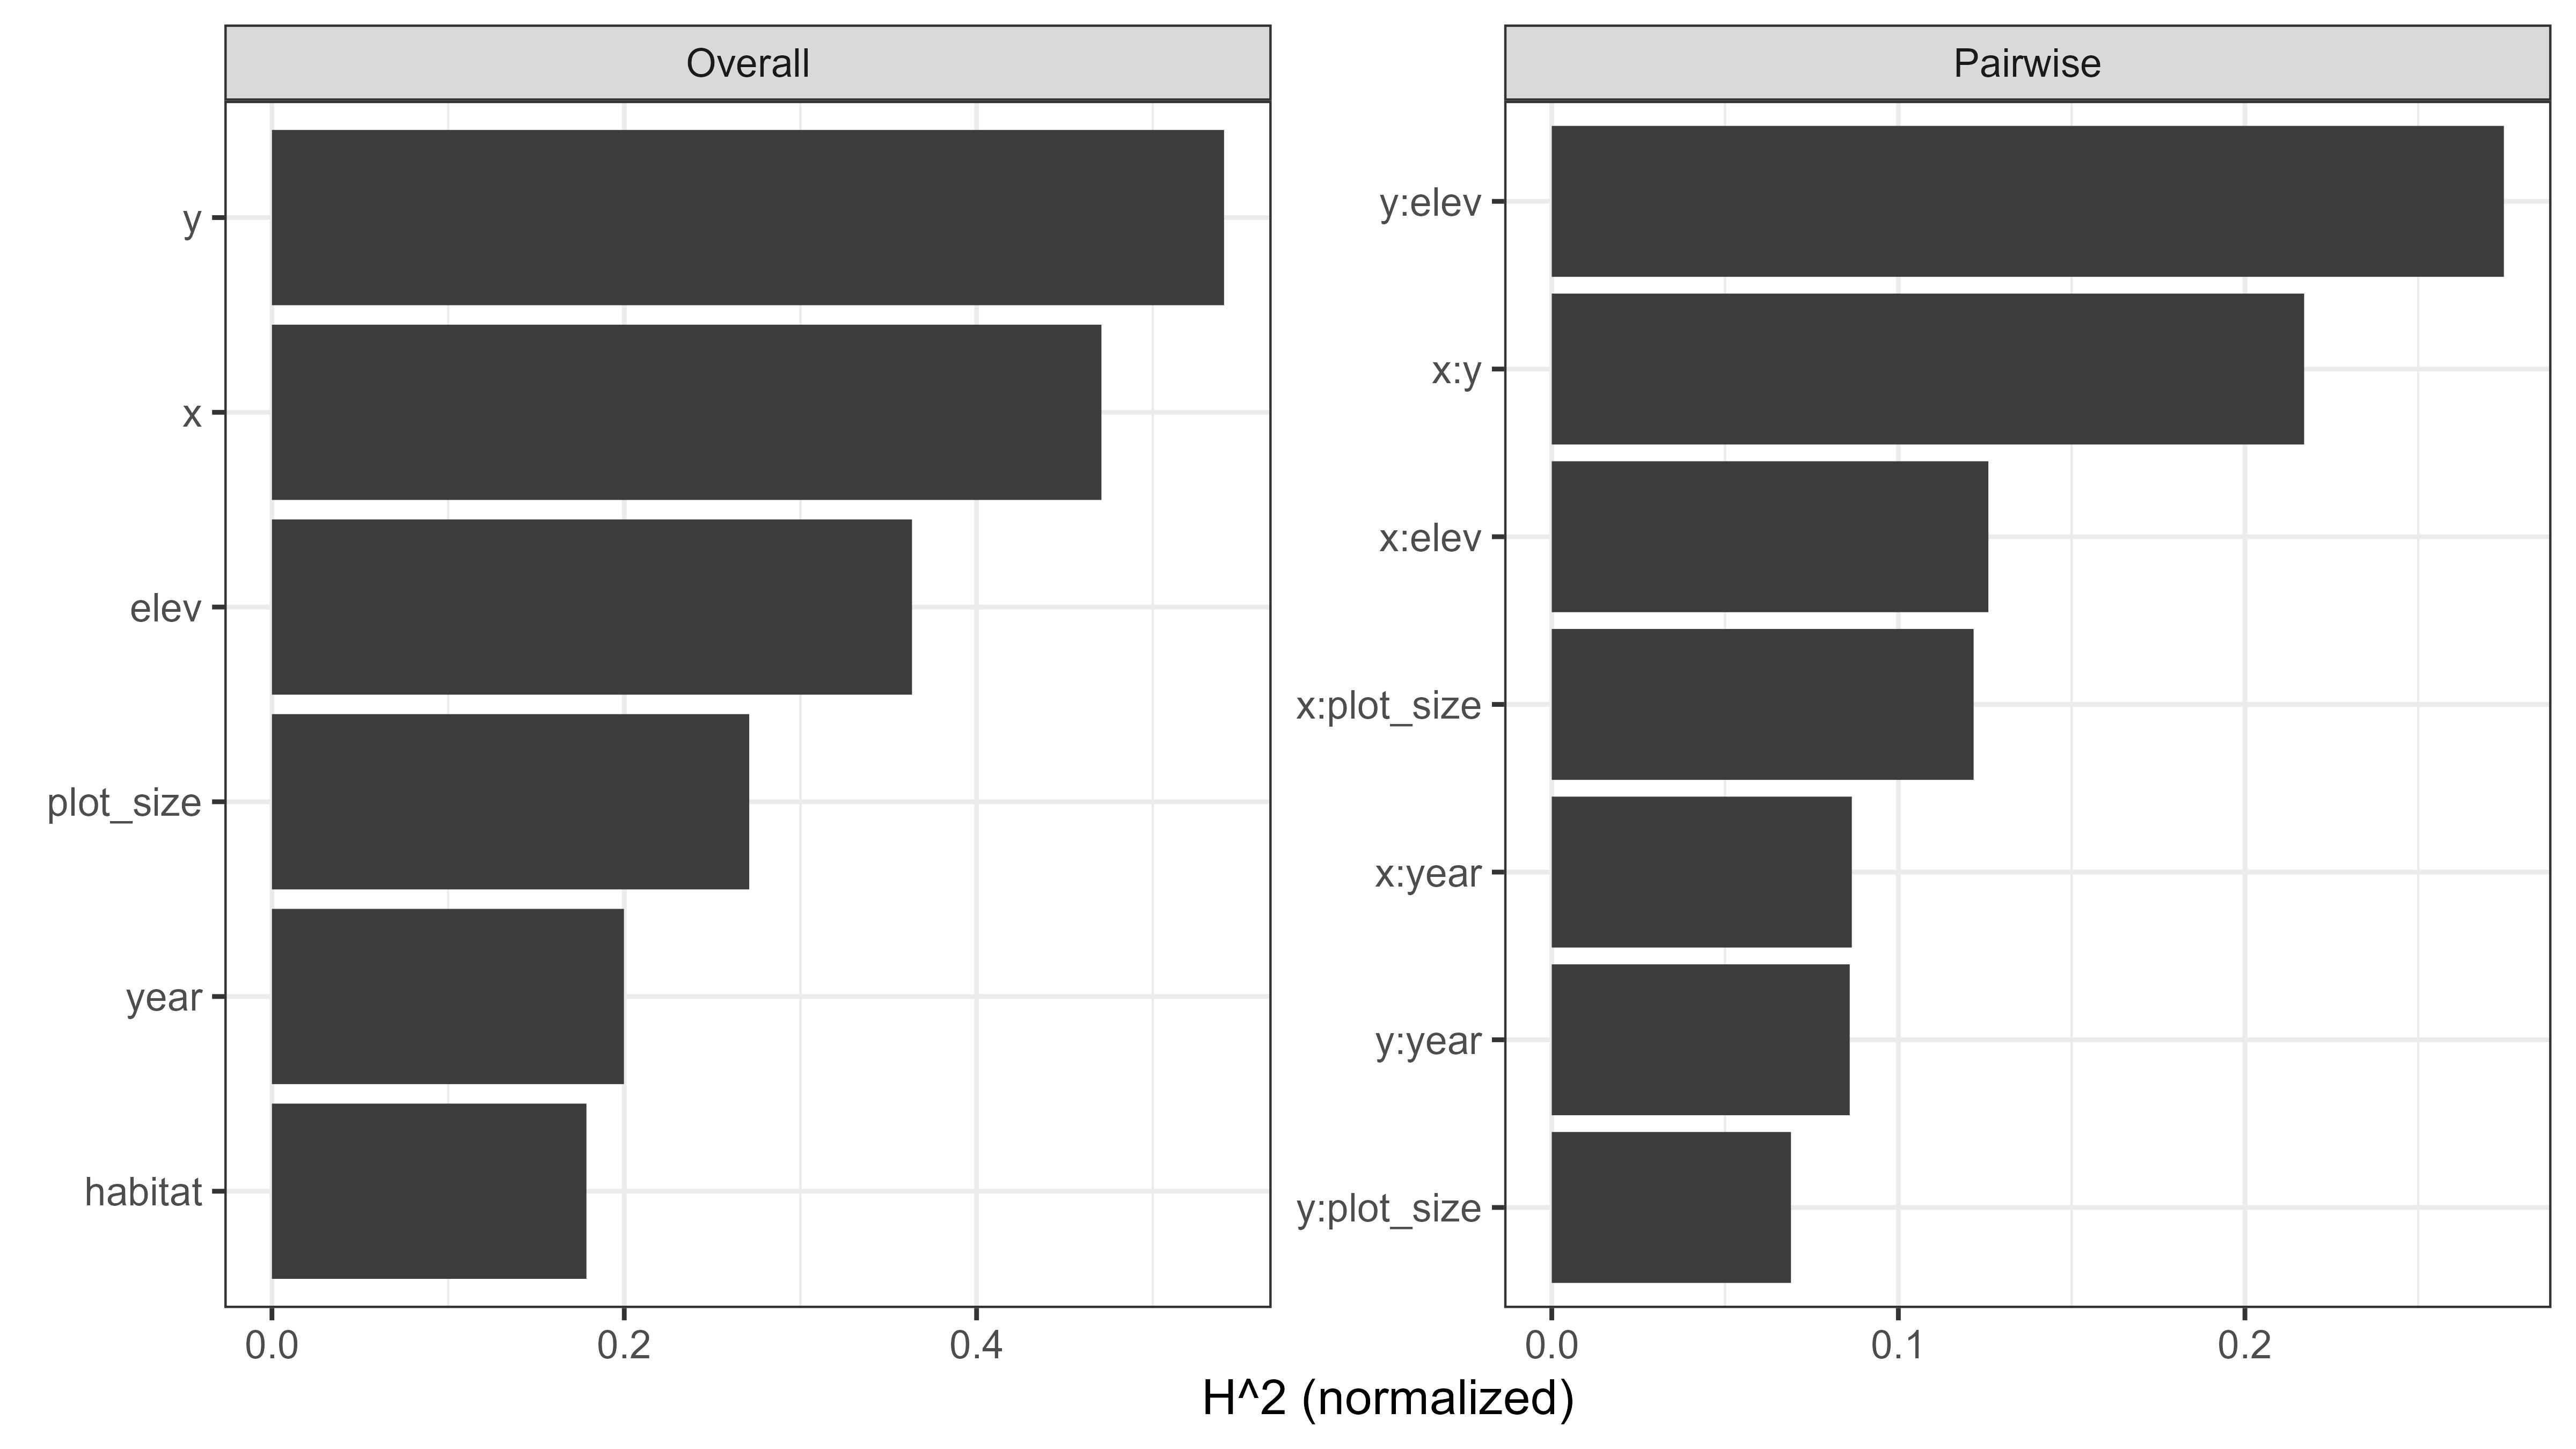 Overall
y
x
elev
plot_size
year
habitat
0.0 0.2 0.4
Pairwise
y:elev
x:y
x:elev
x:plot_size
x:year
y:year
y:plot_size
0.0 0.1 0.2
H^2 (normalized)